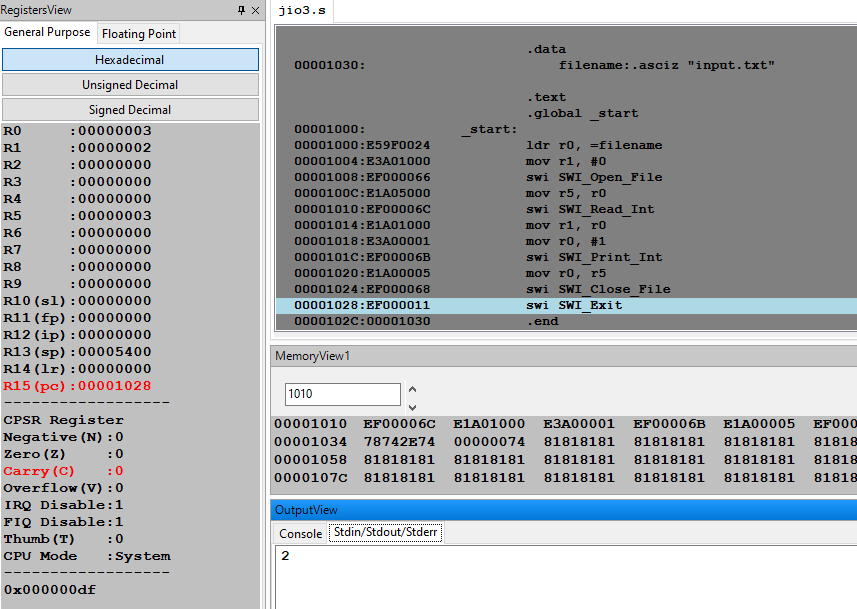 RegistersView
General Purpose Floating Point
Hexadecimal
Unsigned Decimal
Signed Decimal
R0 :00000003
R1 :00000002
R2 :00000000
R3 :00000000
R4 :00000000
R5 :00000003
R6 :00000000
R7 :00000000
R8 :00000000
R9 :00000000
R10(sl):00000000
R11(fp):00000000
R12(ip):00000000
R13(sp):00005400
R14(lr):00000000
R15(pc):00001028
------------------
CPSR Register
Negative(N):0
Zero(Z) :0
Carry(C) :0
Overflow(V):0
IRQ Disable:1
FIQ Disable:1
Thumb(T) :0
CPU Mode :System
------------------
0x000000df
jio3.s
.data
00001030: filename:.asciz "input.txt"
.text
.global _start
00001000: _start:
00001000:E59F0024 ldr r0, =filename
00001004:E3A01000 mov r1, #0
00001008:EF000066 swi SWI_Open_File
0000100C:E1A05000 mov r5, r0
00001010:EF00006C swi SWI_Read_Int
00001014:E1A01000 mov r1, r0
00001018:E3A00001 mov r0, #1
0000101C:EF00006B swi SWI_Print_Int
00001020:E1A00005 mov r0, r5
00001024:EF000068 swi SWI_Close_File
00001028:EF000011 swi SWI_Exit
0000102C:00001030 .end
MemoryView1
1010
00001010 EF00006C E1A01000 E3A00001 EF00006B E1A00005 EF000
00001034 78742E74 00000074 81818181 81818181 81818181 81818
00001058 81818181 81818181 81818181 81818181 81818181 81818
0000107C 81818181 81818181 81818181 81818181 81818181 81818
OutputView
Console Stdin/Stdout/Stderr
2